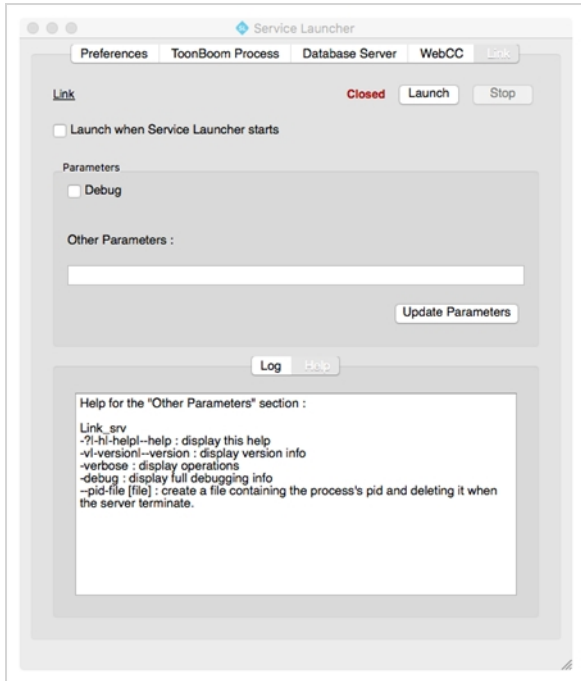 Service Launcher
Preferences ToonBoom Process Database Server WebCC Link
Link Closed Launch Stop
Launch when Service Launcher starts
Parameters
Debug
Other Parameters :
Update Parameters
Log Help
Help for the "Other Parameters" section :
Link_srv
-?|-h|-help|--help : display this help
-v|-version|--version : display version info
-verbose : display operations
-debug : display full debugging info
--pid-file [file] : create a file containing the process's pid and deleting it when
the server terminate.